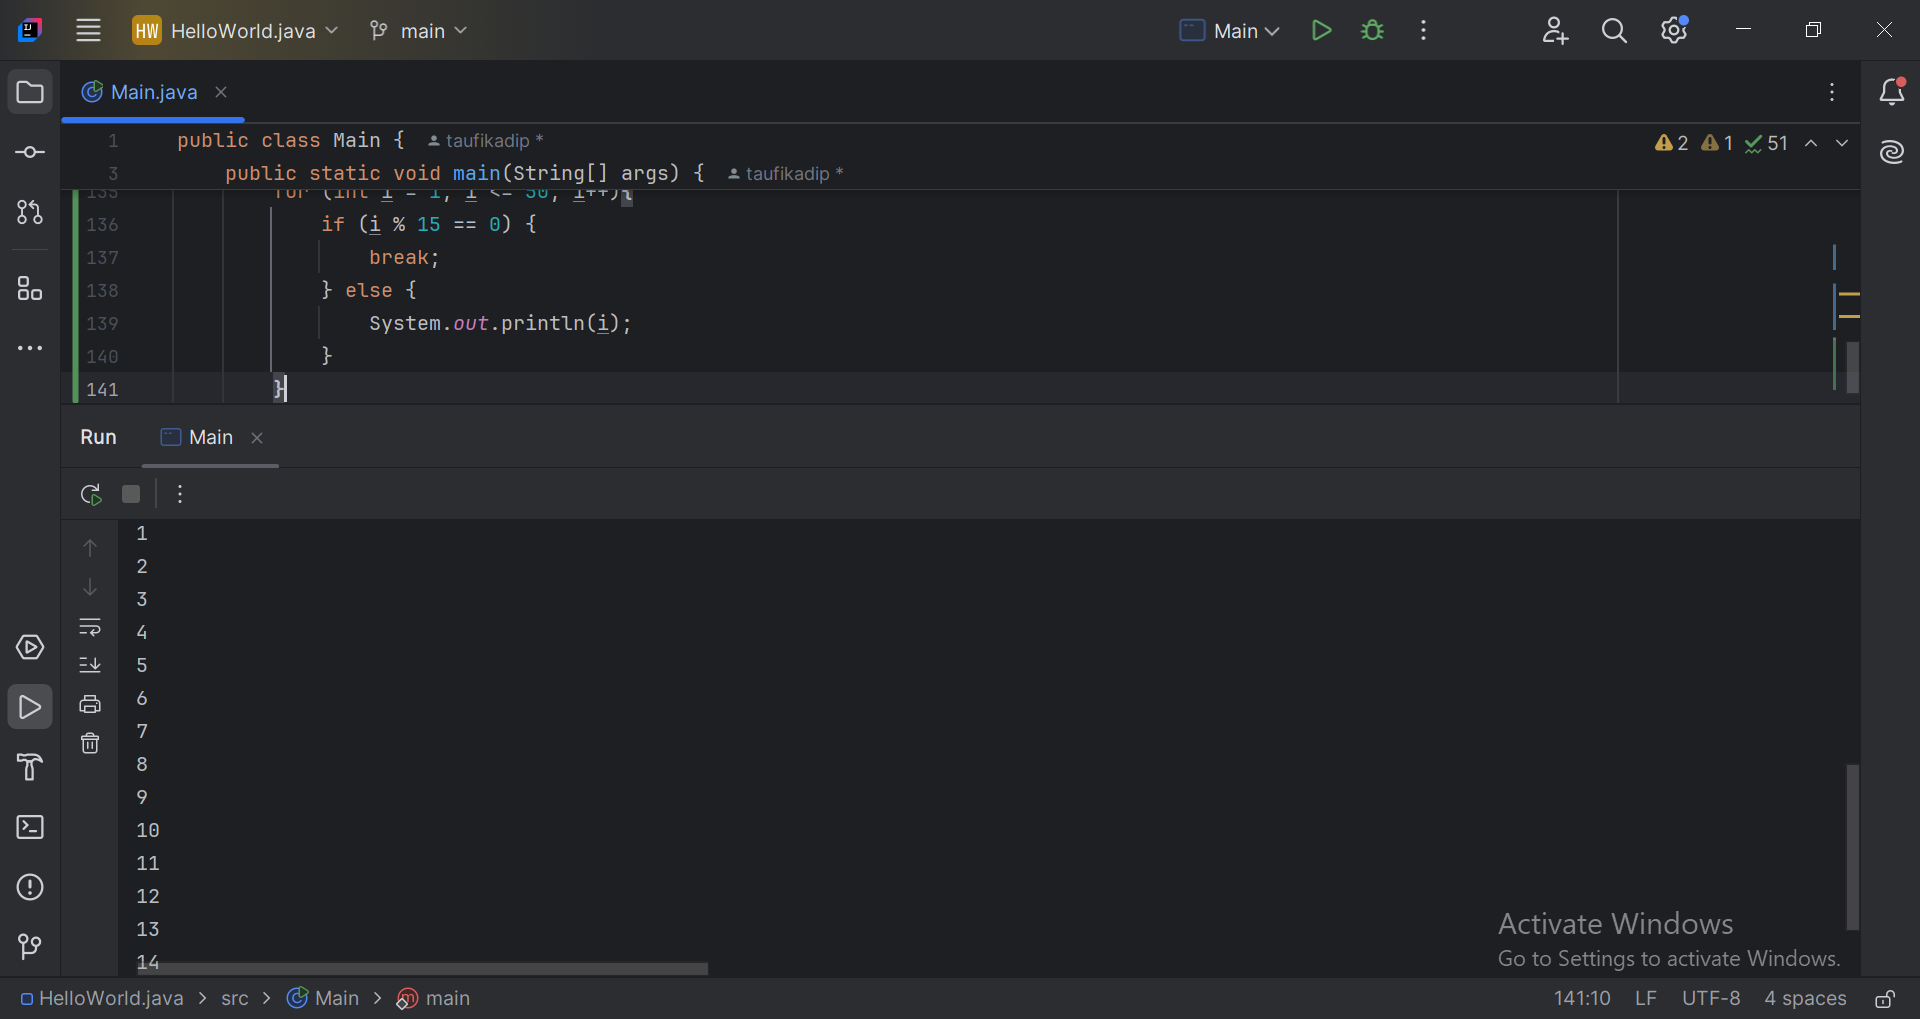 HW HelloWorld.java main Main
Main.java
1 public class Main { taufikadip *
2 1 51
3 public static void main(String[] args) { taufikadip *
135 for (int i = 1; i <= 50; i++){
136 if (i % 15 == 0) {
137 break;
138 } else {
139 System.out.println(i);
140 }
141 }
Run Main
1
2
3
4
5
6
7
8
9
10
11
12
13
14
Activate Windows
Go to Settings to activate Windows.
HelloWorld.java > src > Main > main 141:10 LF UTF-8 4 spaces